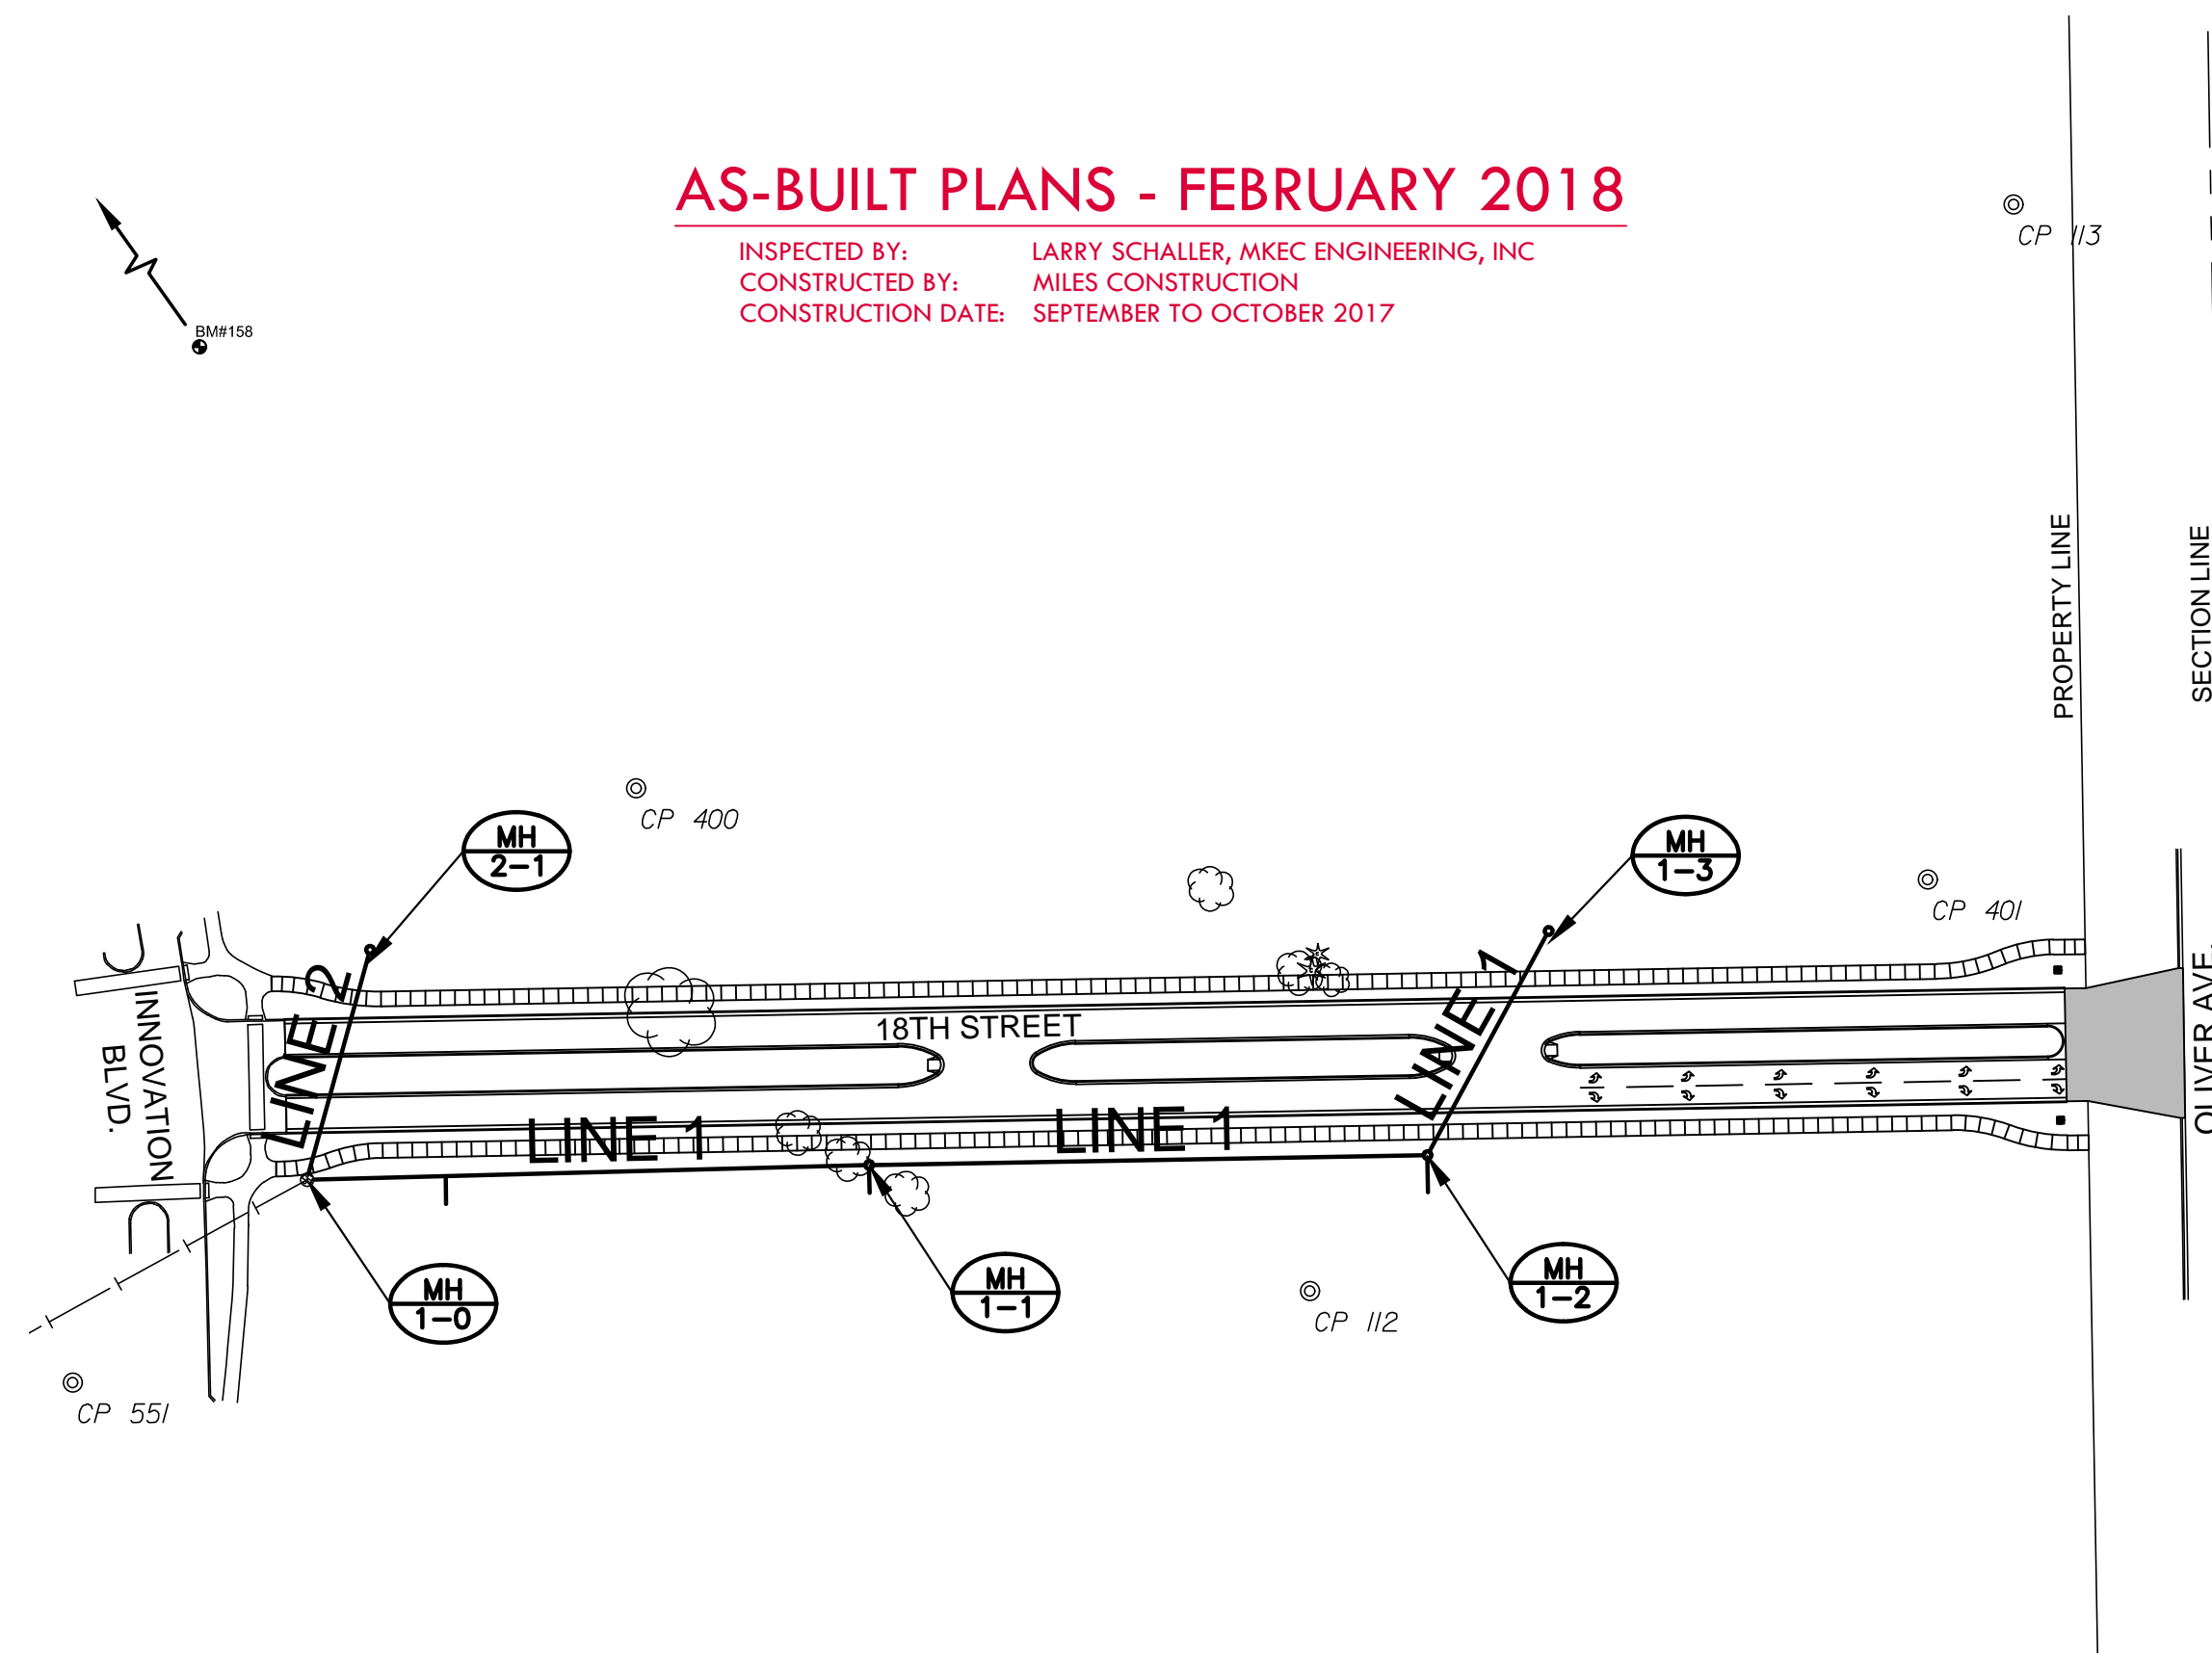 AS-BUILT PLANS - FEBRUARY 2018
INSPECTED BY: LARRY SCHALLER, MKEC ENGINEERING, INC
CONSTRUCTED BY: MILES CONSTRUCTION
CONSTRUCTION DATE: SEPTEMBER TO OCTOBER 2017
CP 113
BM#158
PROPERTY LINE
SECTION LINE
CP 400
MH
2-1
MH
1-3
CP 401
LINE 2
18TH STREET
LINE 1
INNOVATION
BLVD.
LINE 1
LINE 1
OLIVER AVE.
MH
1-0
MH
1-1
MH
1-2
CP 112
CP 551